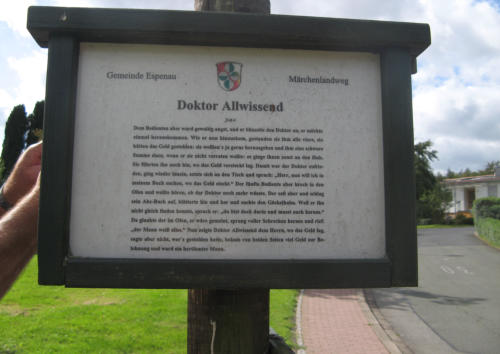 Gemeinde Espenau
Märchenlandweg
Doktor Allwissend
Dem Bedienten aber ward gewaltig angst, und er blinzelte den Doktor an, er möchte
einmal herauskommen. Wie er nun hinauskam, gestanden sie ihm alle viere, sie
hätten das Geld gestohlen: sie wollten's ja gerne herausgeben und ihm eine schwere
Summe dazu, wenn er sie nicht verraten wollte: es ginge ihnen sonst an den Hals.
Sie führten ihn auch hin, wo das Geld versteckt lag. Damit war der Doktor zufrie-
den, ging wieder hinein, setzte sich an den Tisch und sprach: „Herr, nun will ich in
meinem Buch suchen, wo das Geld steckt." Der fünfte Bediente aber kroch in den
Ofen und wollte hören, ob der Doktor noch mehr wüsste. Der saß aber und schlug
sein Abc-Buch auf, blätterte hin und her und suchte den Göckelhahn. Weil er ihn
nicht gleich finden konnte, sprach er: „du bist doch darin und musst auch heraus."
Da glaubte der im Ofen, er wäre gemeint, sprang voller Schrecken heraus und rief:
„der Mann weiß alles." Nun zeigte Doktor Allwissend dem Herrn, wo das Geld lag,
sagte aber nicht, wer's gestohlen hatte, bekam von beiden Seiten viel Geld zur Be-
lohnung und ward ein berühmter Mann.